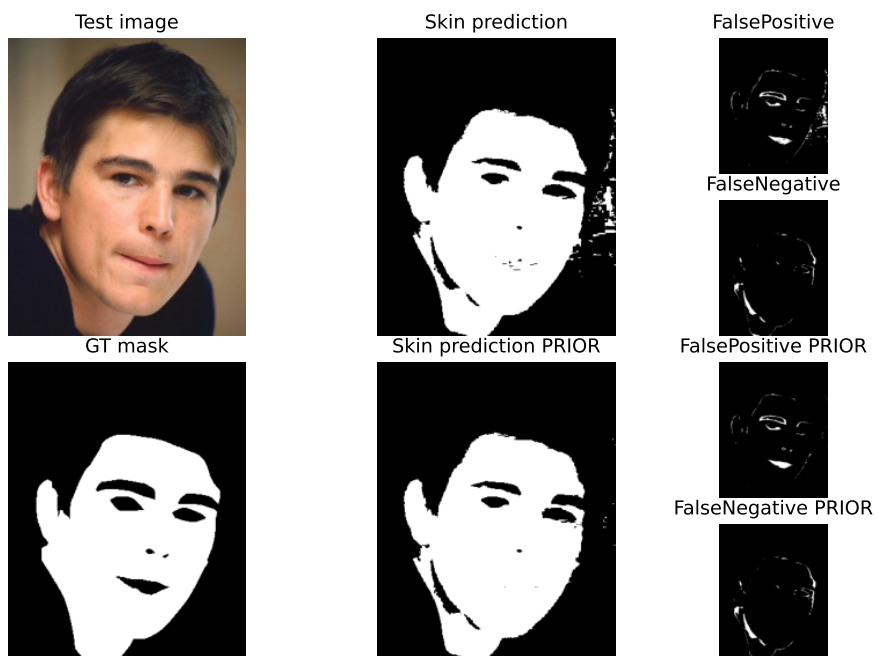 Test image
Skin prediction
FalsePositive
FalseNegative
GT mask
Skin prediction PRIOR
FalsePositive PRIOR
FalseNegative PRIOR